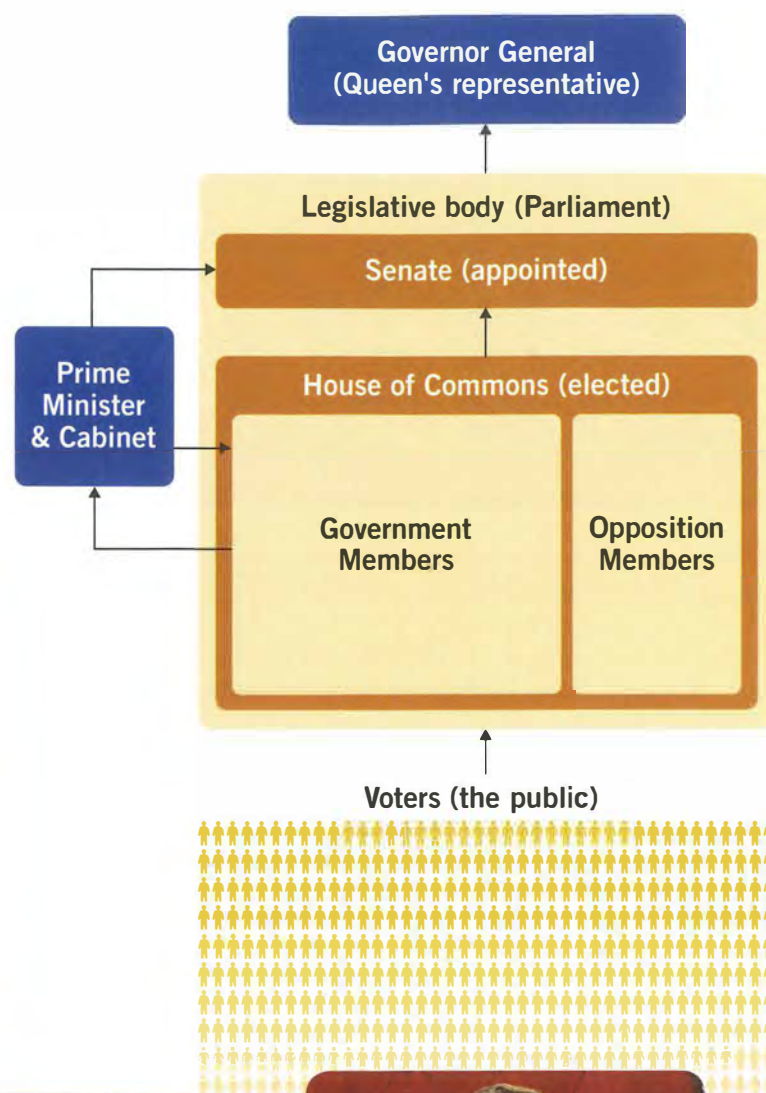 Governor General
(Queen's representative)
Legislative body (Parliament)
Senate (appointed)
Prime
Minister
& Cabinet
House of Commons (elected)
Government
Members
Opposition
Members
Voters (the public)